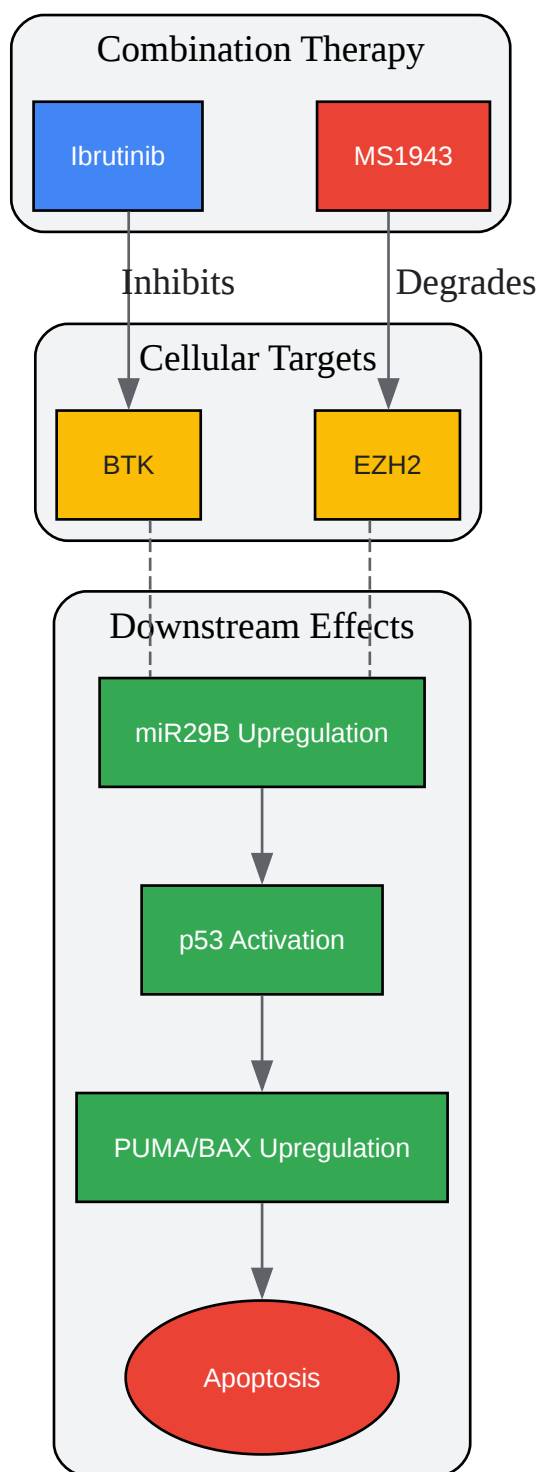 Combination Therapy
Ibrutinib
MS1943
Inhibits
Degrades
Cellular Targets
BTK
EZH2
Downstream Effects
miR29B Upregulation
p53 Activation
PUMA/BAX Upregulation
Apoptosis